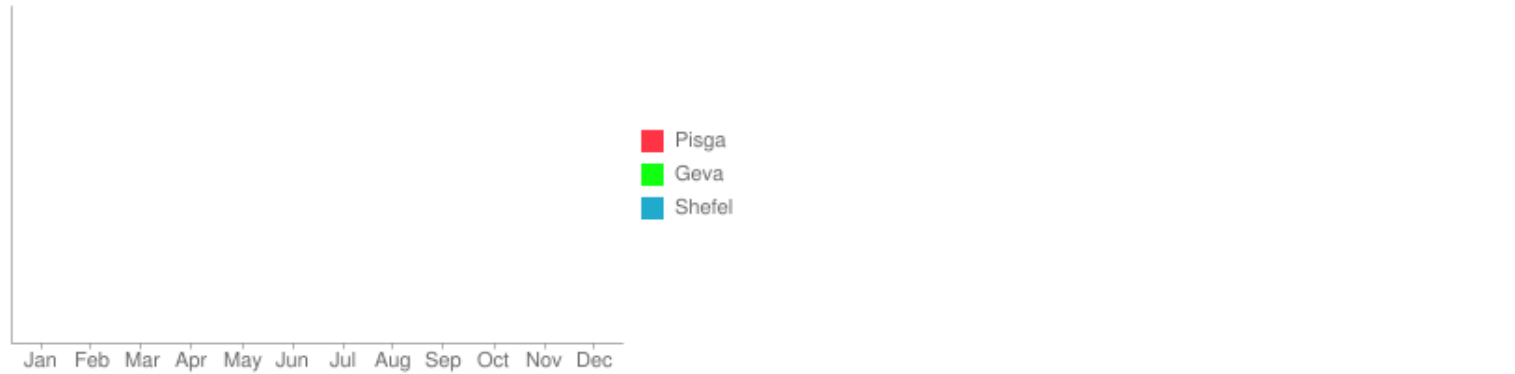 Pisga
Geva
Shefel
Jan Feb Mar Apr May Jun Jul Aug Sep Oct Nov Dec